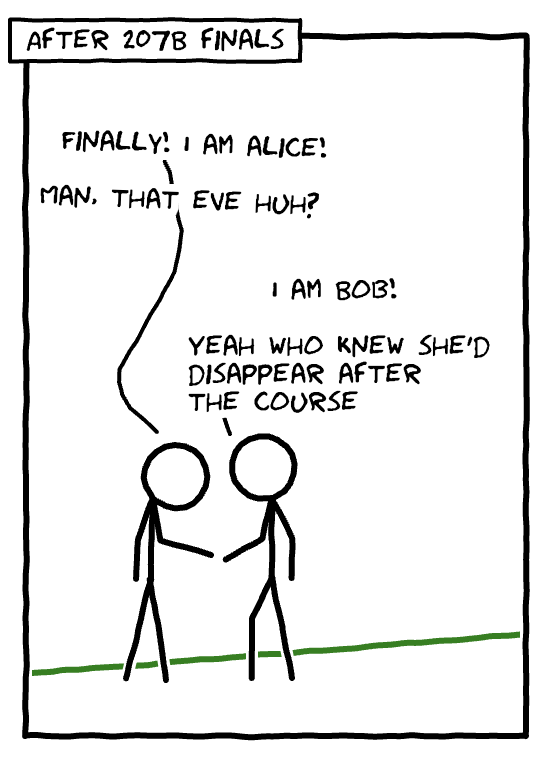 AFTER 207B FINALS
FINALLY! I AM ALICE!
MAN, THAT EVE HUH?
I AM BOB!
YEAH WHO KNEW SHE'D
DISAPPEAR AFTER
THE COURSE